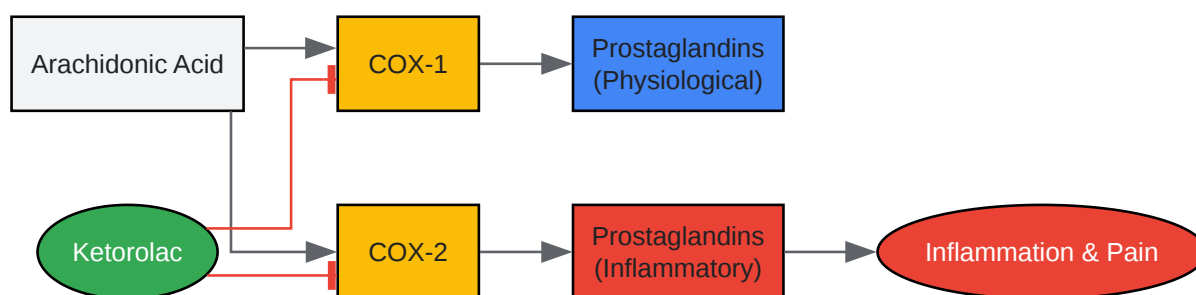 Arachidonic Acid
COX-1
Prostaglandins
(Physiological)
Ketorolac
COX-2
Prostaglandins
(Inflammatory)
Inflammation & Pain